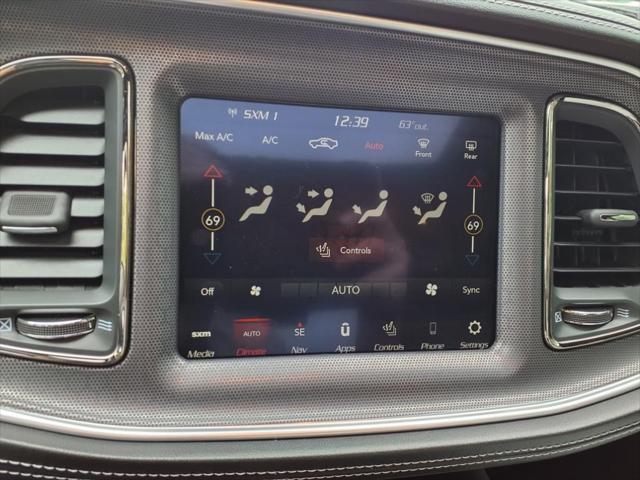 SXM 1 12:39 63° out.
Max A/C A/C Auto Front Rear
69 69
Controls
Off AUTO Sync
sxm AUTO SE
Media Climate Nav Apps Controls Phone Settings